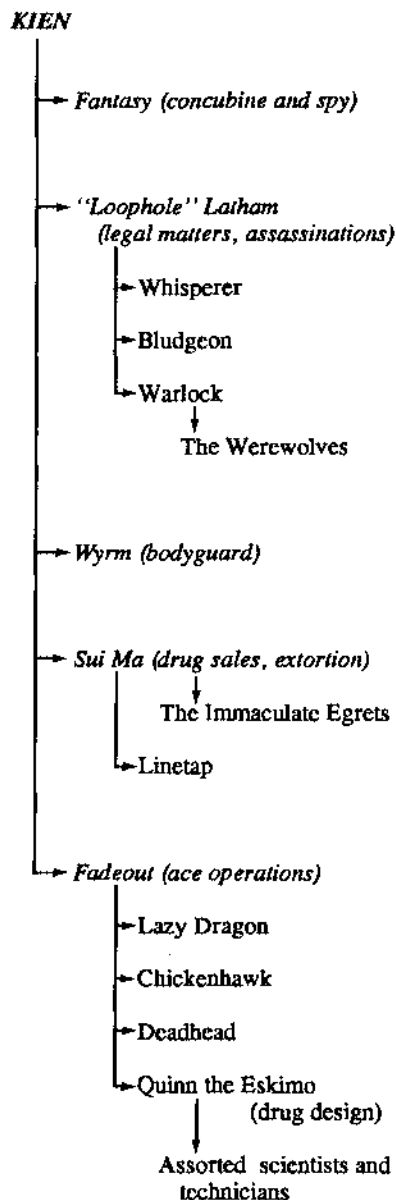 KIEN
Fantasy (concubine and spy)
"Loophole" Latham
(legal matters, assassinations)
Whisperer
Bludgeon
Warlock
The Werewolves
Wyrm (bodyguard)
Sui Ma (drug sales, extortion)
The Immaculate Egrets
Linetap
Fadeout (ace operations)
Lazy Dragon
Chickenhawk
Deadhead
Quinn the Eskimo
(drug design)
Assorted scientists and
technicians